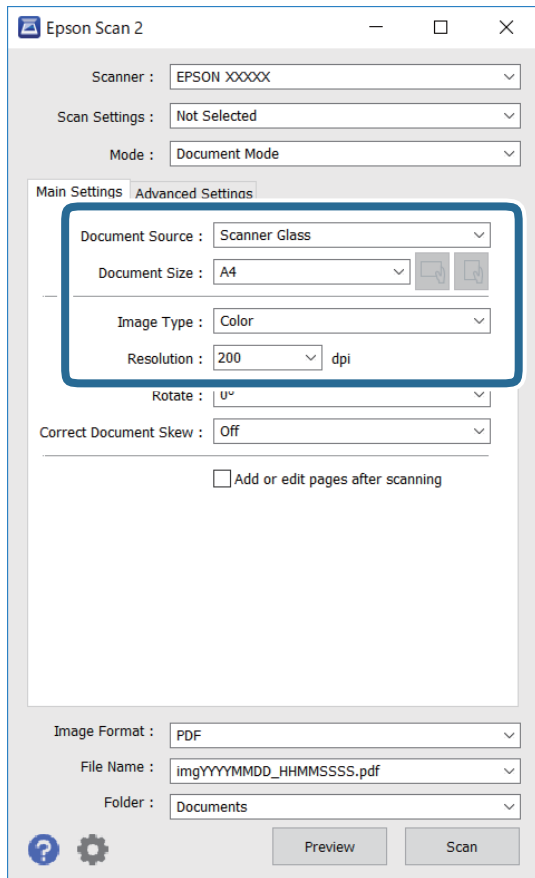 Epson Scan 2
Scanner : EPSON XXXXX
Scan Settings : Not Selected
Mode : Document Mode
Main Settings Advanced Settings
Document Source : Scanner Glass
Document Size : A4
Image Type : Color
Resolution : 200 dpi
Rotate : 0°
Correct Document Skew : Off
Add or edit pages after scanning
Image Format : PDF
File Name : imgYYYYMMDD_HHMMSSSS.pdf
Folder : Documents
? Preview Scan